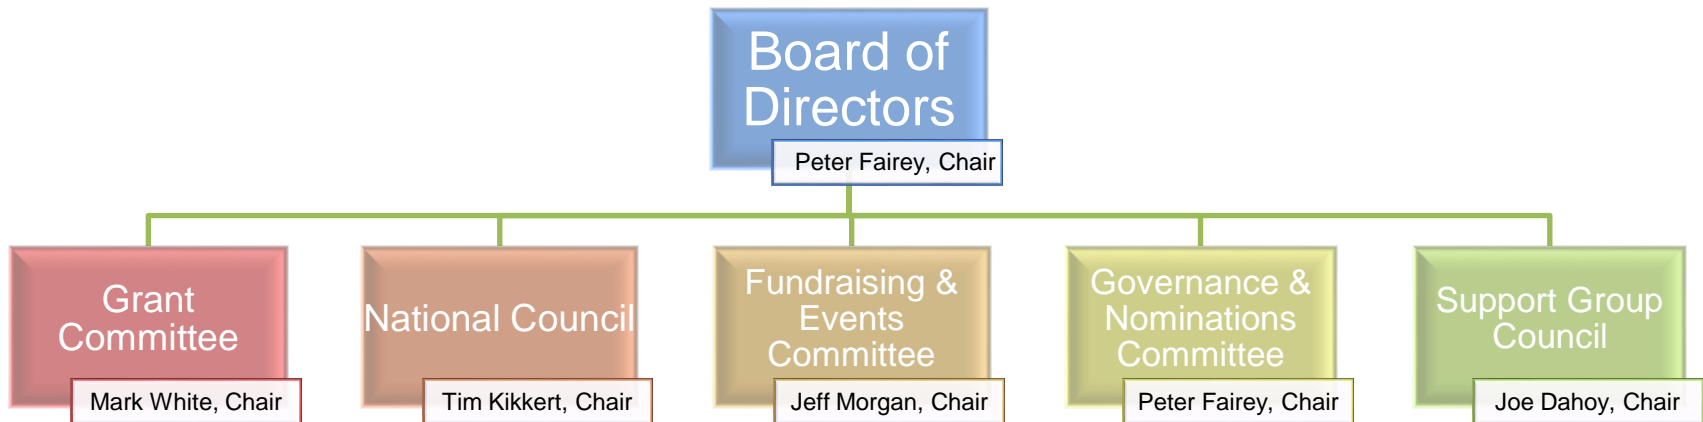 Board of
Directors
Peter Fairey, Chair
Grant
Committee
Mark White, Chair
National Council
Tim Kikkert, Chair
Fundraising &
Events
Committee
Jeff Morgan, Chair
Governance &
Nominations
Committee
Peter Fairey, Chair
Support Group
Council
Joe Dahoy, Chair